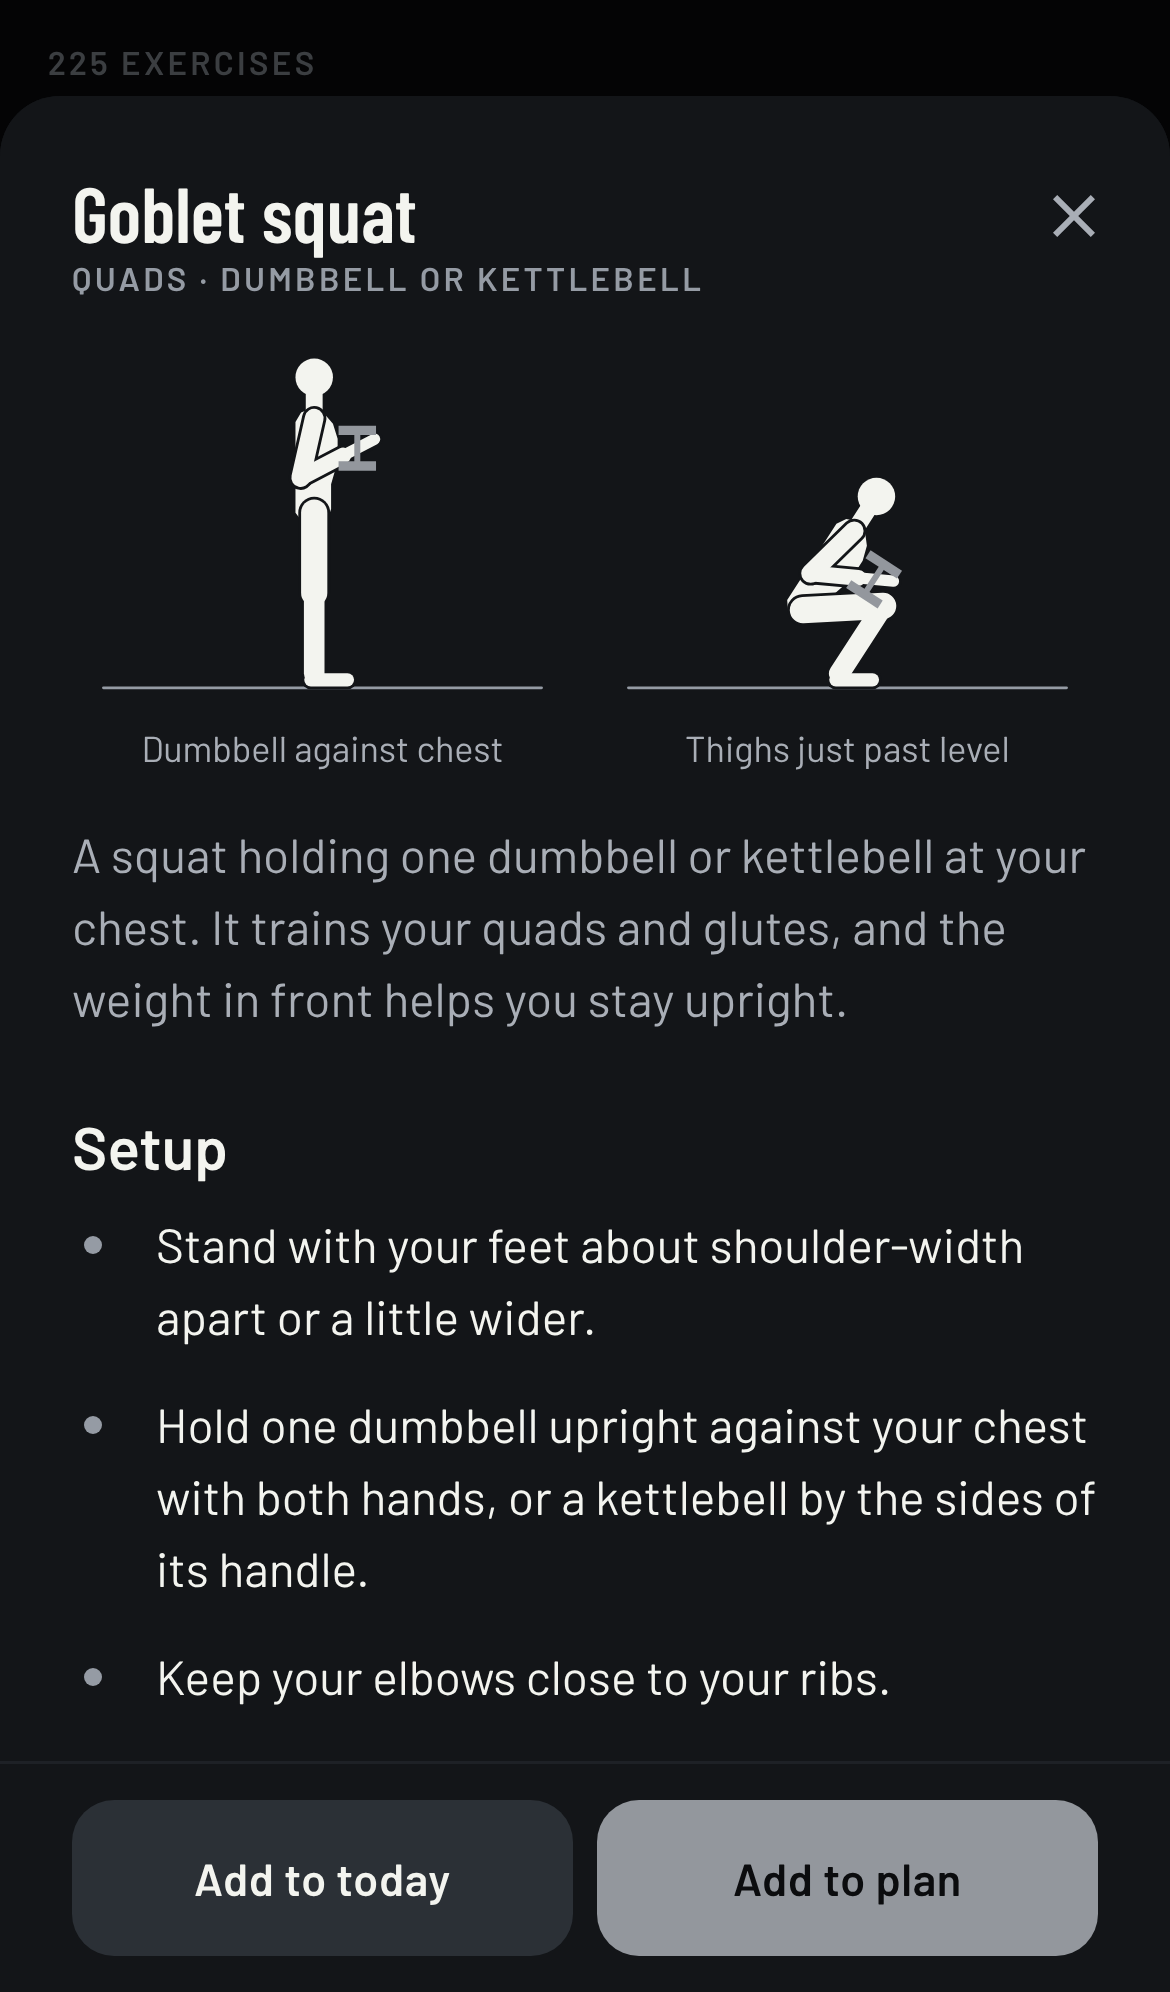 225 EXERCISES
Goblet squat
QUADS · DUMBBELL OR KETTLEBELL
Dumbbell against chest
Thighs just past level
A squat holding one dumbbell or kettlebell at your
chest. It trains your quads and glutes, and the
weight in front helps you stay upright.
Setup
Stand with your feet about shoulder-width
apart or a little wider.
Hold one dumbbell upright against your chest
with both hands, or a kettlebell by the sides of
its handle.
Keep your elbows close to your ribs.
Add to today
Add to plan